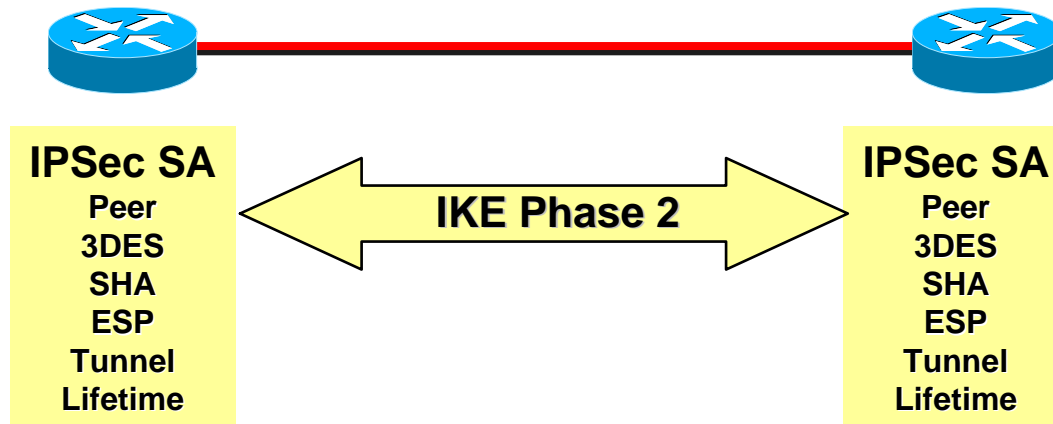 IPSec SA
Peer
3DES
SHA
ESP
Tunnel
Lifetime
IKE Phase 2
IPSec SA
Peer
3DES
SHA
ESP
Tunnel
Lifetime